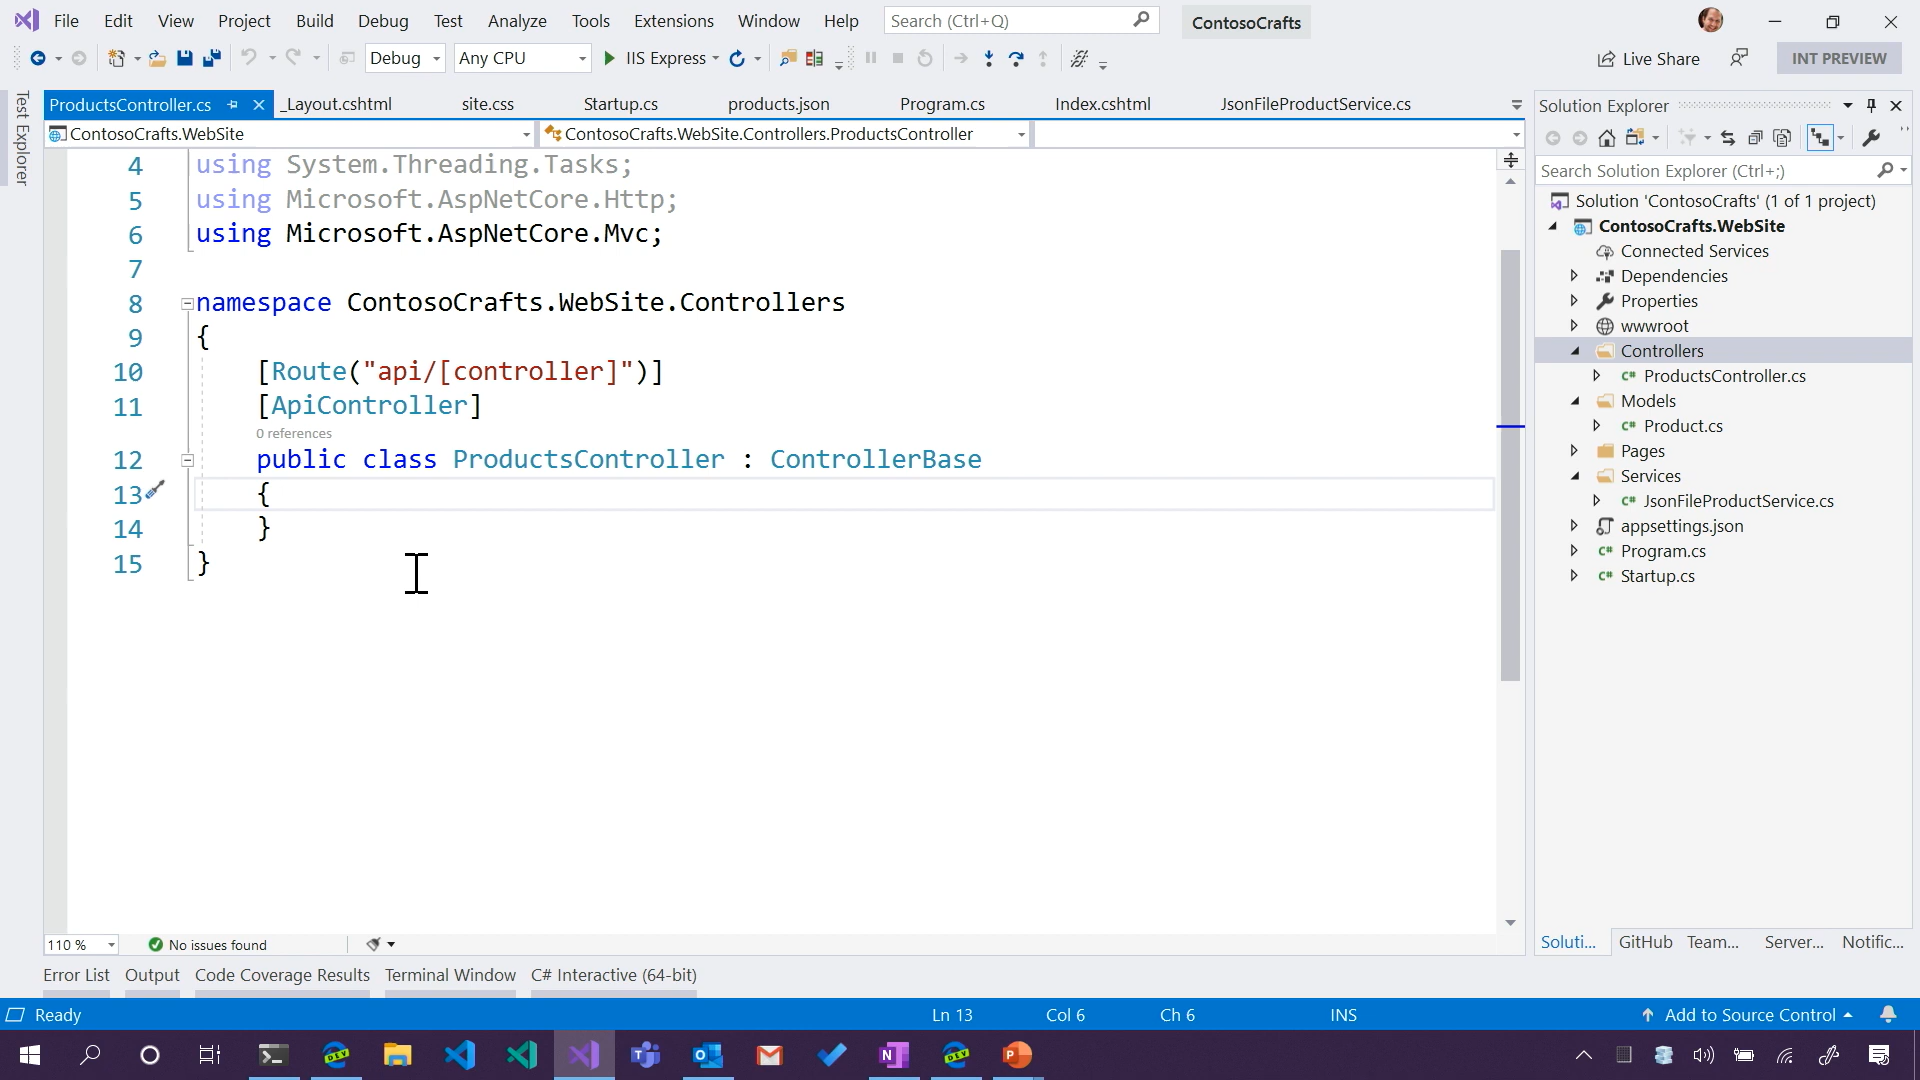 File Edit View Project Build Debug Test Analyze Tools Extensions Window Help Search (Ctrl+Q) ContosoCrafts
Debug Any CPU IIS Express Live Share INT PREVIEW
Test Explorer
ProductsController.cs _Layout.cshtml site.css Startup.cs products.json Program.cs Index.cshtml JsonFileProductService.cs
ContosoCrafts.WebSite ContosoCrafts.WebSite.Controllers.ProductsController
4 using System.Threading.Tasks;
5 using Microsoft.AspNetCore.Http;
6 using Microsoft.AspNetCore.Mvc;
7
8 namespace ContosoCrafts.WebSite.Controllers
9 {
10 [Route("api/[controller]")]
11 [ApiController]
0 references
12 public class ProductsController : ControllerBase
13 {
14 }
15 }
110 % No issues found
Solution Explorer
Search Solution Explorer (Ctrl+;)
Solution 'ContosoCrafts' (1 of 1 project)
ContosoCrafts.WebSite
Connected Services
Dependencies
Properties
wwwroot
Controllers
C# ProductsController.cs
Models
C# Product.cs
Pages
Services
C# JsonFileProductService.cs
appsettings.json
C# Program.cs
C# Startup.cs
Soluti... GitHub Team... Server... Notific...
Error List Output Code Coverage Results Terminal Window C# Interactive (64-bit)
Ready Ln 13 Col 6 Ch 6 INS Add to Source Control
DEV N DEV P